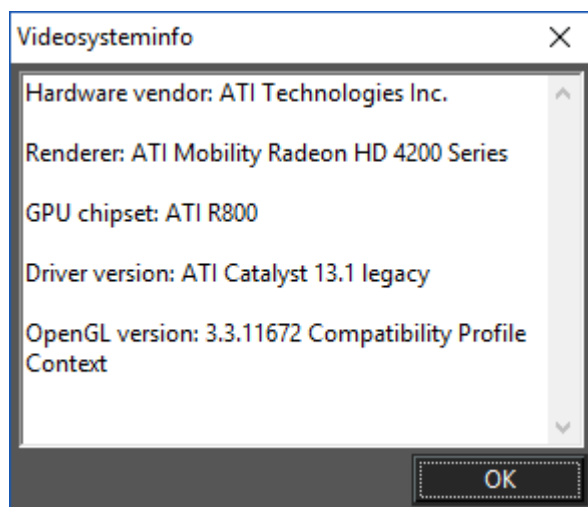 Videosysteminfo
Hardware vendor: ATI Technologies Inc.
Renderer: ATI Mobility Radeon HD 4200 Series
GPU chipset: ATI R800
Driver version: ATI Catalyst 13.1 legacy
OpenGL version: 3.3.11672 Compatibility Profile
Context
OK